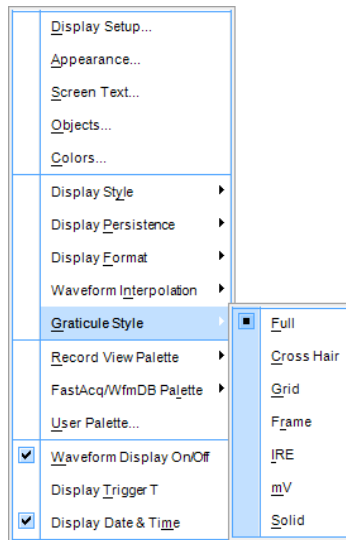 Display Setup...
Appearance...
Screen Text...
Objects...
Colors...
Display Style
Display Persistence
Display Format
Waveform Interpolation
Graticule Style
Record View Palette
FastAcq/WfmDB Palette
User Palette...
Waveform Display On/Off
Display Trigger T
Display Date & Time
Full
Cross Hair
Grid
Frame
IRE
mV
Solid